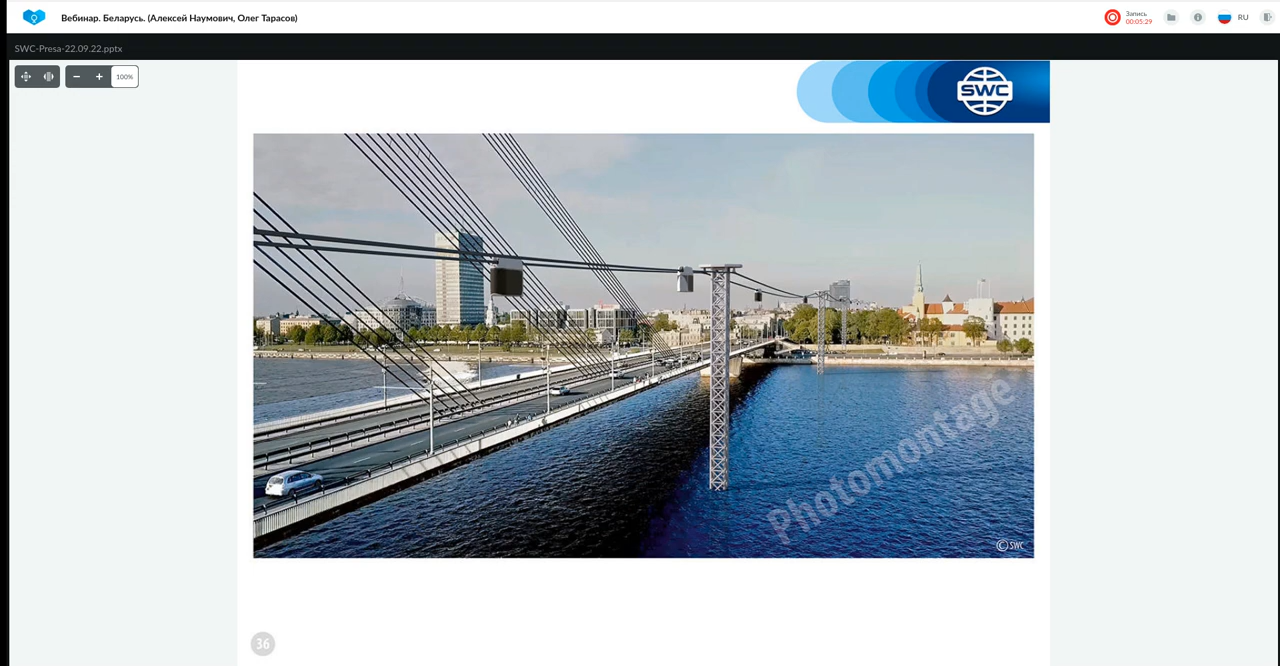 Вебинар. Беларусь. (Алексей Наумович, Олег Тарасов)
Запись
00:05:29
RU
SWC-Presa-22.09.22.pptx
100%
SWC
Photomontage
© SWC
36